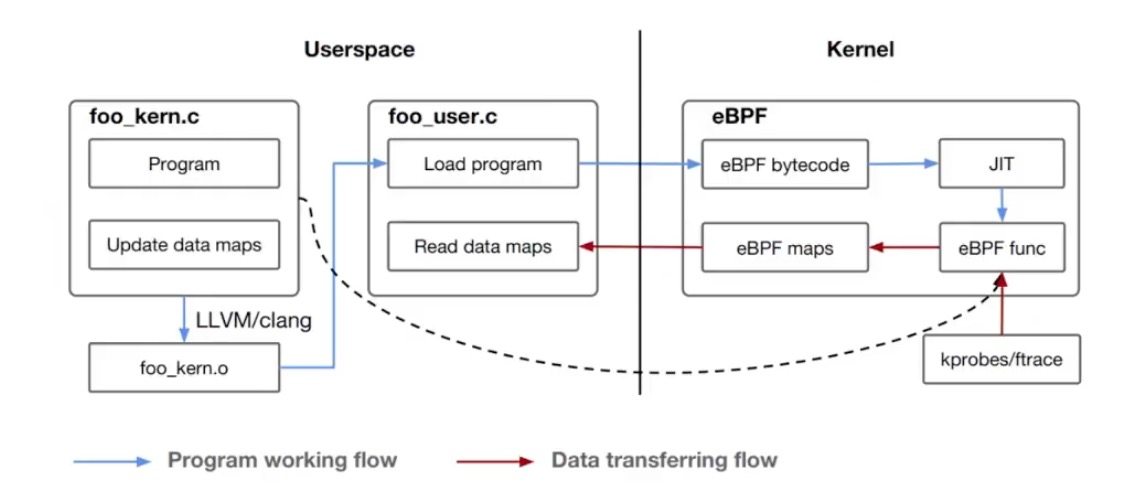 Userspace
Kernel
foo_kern.c
Program
Update data maps
LLVM/clang
foo_kern.o
foo_user.c
Load program
Read data maps
eBPF
eBPF bytecode
JIT
eBPF maps
eBPF func
kprobes/ftrace
Program working flow
Data transferring flow